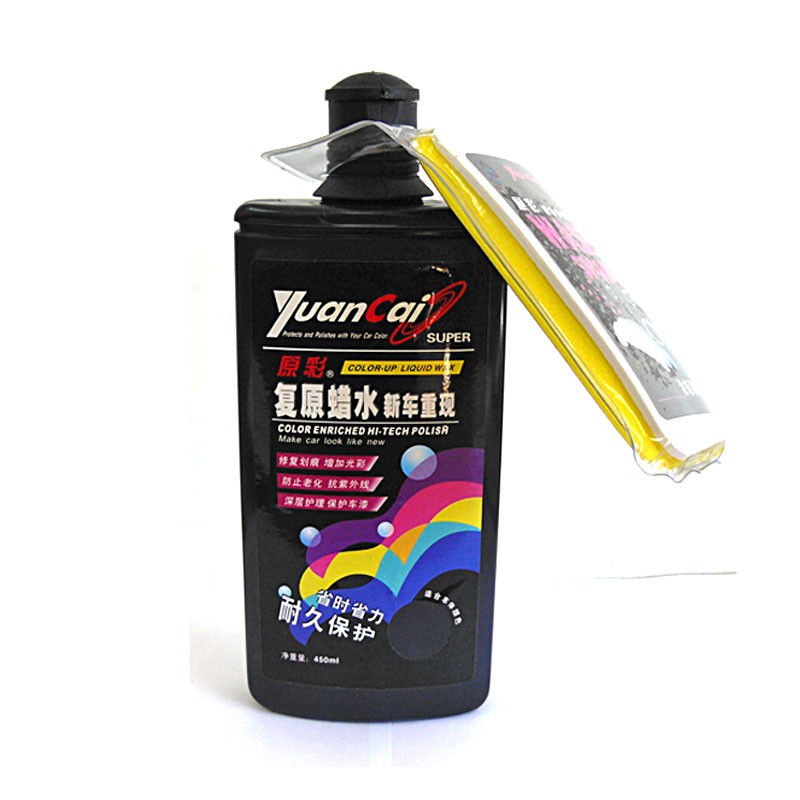 YuanCai
Protects and Polishes with Your Car Color.
SUPER
原彩®
COLOR-UP LIQUID WAX
复原蜡水 新车重现
COLOR ENRICHED HI-TECH POLISH
Make car look like new
修复划痕 增加光彩
防止老化 抗紫外线
深层护理 保护车漆
省时省力
耐久保护
净重量: 450ml